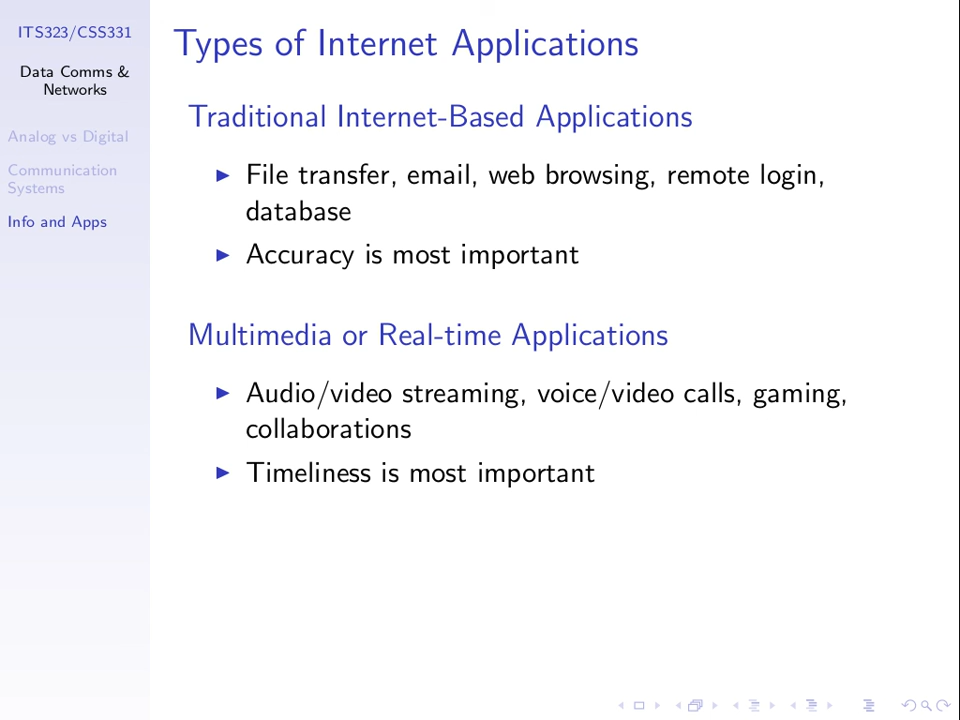 ITS323/CSS331
Data Comms &
Networks
Analog vs Digital
Communication
Systems
Info and Apps
Types of Internet Applications
Traditional Internet-Based Applications
File transfer, email, web browsing, remote login,
database
Accuracy is most important
Multimedia or Real-time Applications
Audio/video streaming, voice/video calls, gaming,
collaborations
Timeliness is most important